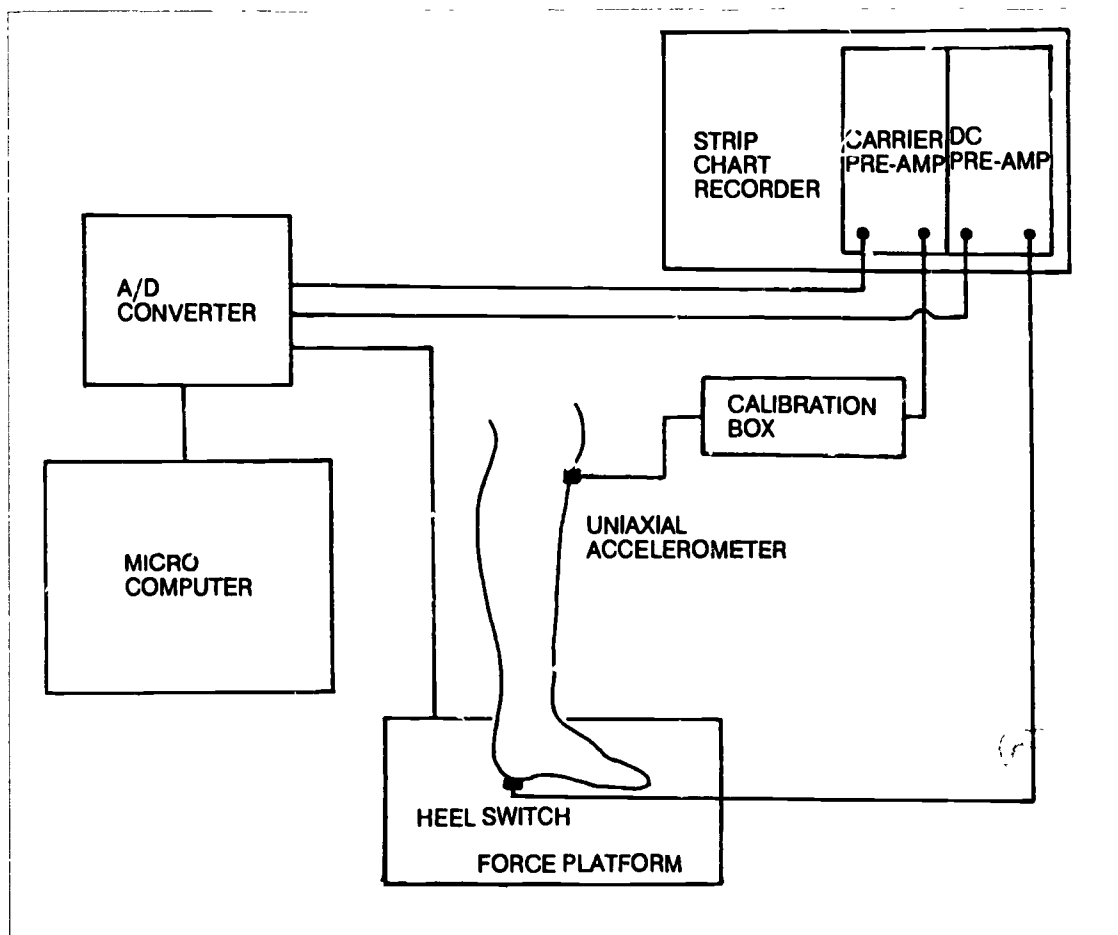 STRIP
CHART
RECORDER
CARRIER
PRE-AMP
DC
PRE-AMP
A/D
CONVERTER
CALIBRATION
BOX
UNIAXIAL
ACCELEROMETER
MICRO
COMPUTER
HEEL SWITCH
FORCE PLATFORM